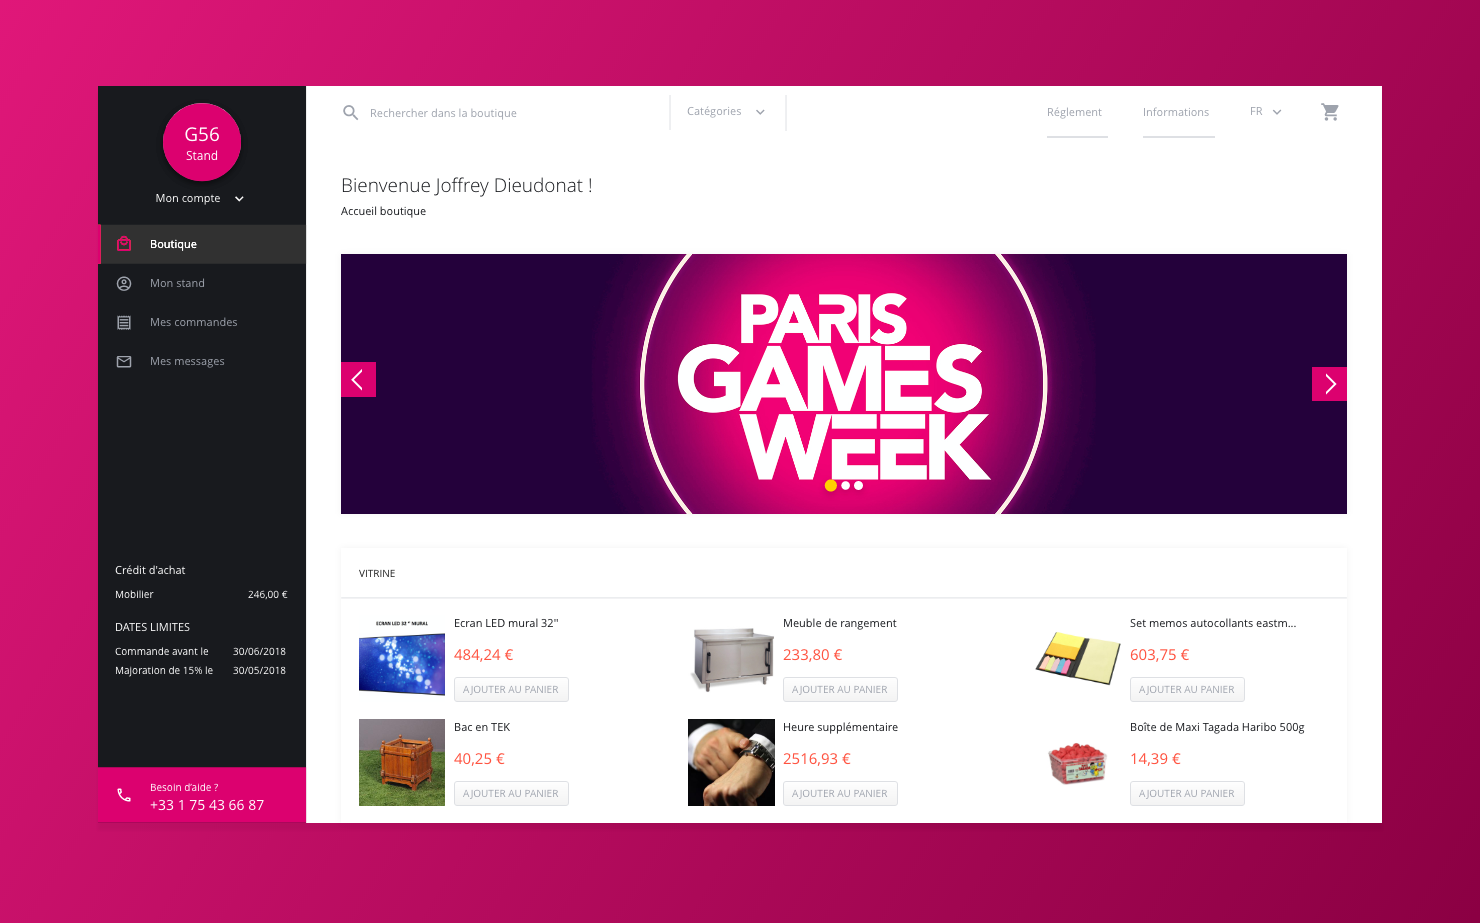 G56
Stand
Mon compte
Boutique
Mon stand
Mes commandes
Mes messages
Crédit d'achat
Mobilier 246,00 €
DATES LIMITES
Commande avant le 30/06/2018
Majoration de 15% le 30/05/2018
Besoin d'aide ?
+33 1 75 43 66 87
Rechercher dans la boutique
Catégories
Réglement
Informations
FR
Bienvenue Joffrey Dieudonat !
Accueil boutique
PARIS
GAMES
WEEK
VITRINE
ECRAN LED 32 " MURAL
Ecran LED mural 32"
484,24 €
AJOUTER AU PANIER
Meuble de rangement
233,80 €
AJOUTER AU PANIER
Set memos autocollants eastm...
603,75 €
AJOUTER AU PANIER
Bac en TEK
40,25 €
AJOUTER AU PANIER
Heure supplémentaire
2516,93 €
AJOUTER AU PANIER
Boîte de Maxi Tagada Haribo 500g
14,39 €
AJOUTER AU PANIER